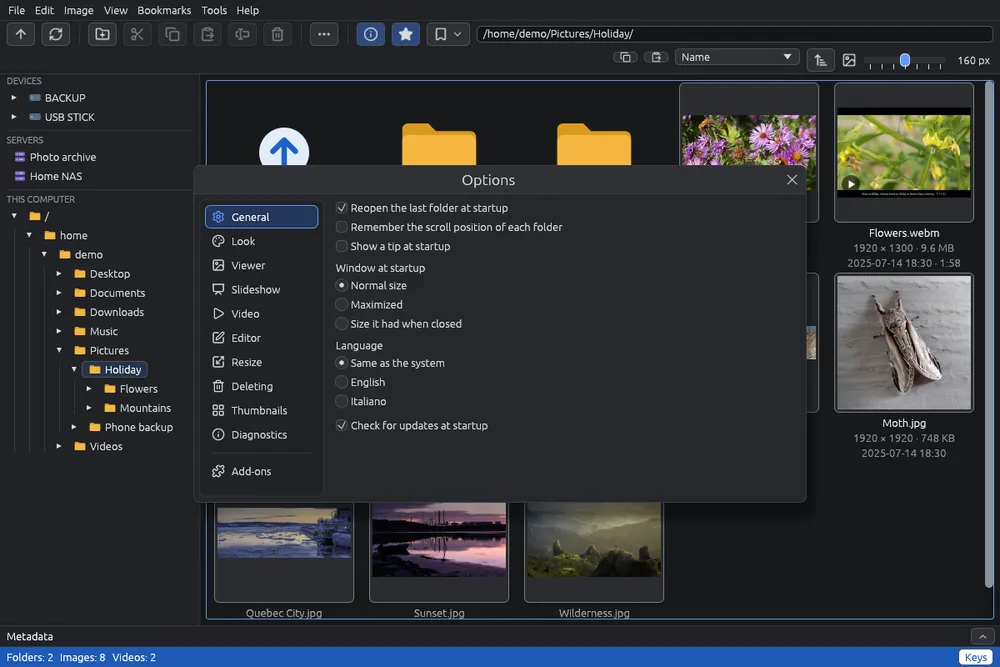 File Edit Image View Bookmarks Tools Help
/home/demo/Pictures/Holiday/
Name
160 px
DEVICES
BACKUP
USB STICK
SERVERS
Photo archive
Home NAS
THIS COMPUTER
/
home
demo
Desktop
Documents
Downloads
Music
Pictures
Holiday
Flowers
Mountains
Phone backup
Videos
Flowers.webm
1920 × 1300 · 9.6 MB
2025-07-14 18:30 · 1:58
Moth.jpg
1920 × 1920 · 748 KB
2025-07-14 18:30
Options
General
Look
Viewer
Slideshow
Video
Editor
Resize
Deleting
Thumbnails
Diagnostics
Add-ons
Reopen the last folder at startup
Remember the scroll position of each folder
Show a tip at startup
Window at startup
Normal size
Maximized
Size it had when closed
Language
Same as the system
English
Italiano
Check for updates at startup
Quebec City.jpg
Sunset.jpg
Wilderness.jpg
Metadata
Folders: 2 Images: 8 Videos: 2
Keys